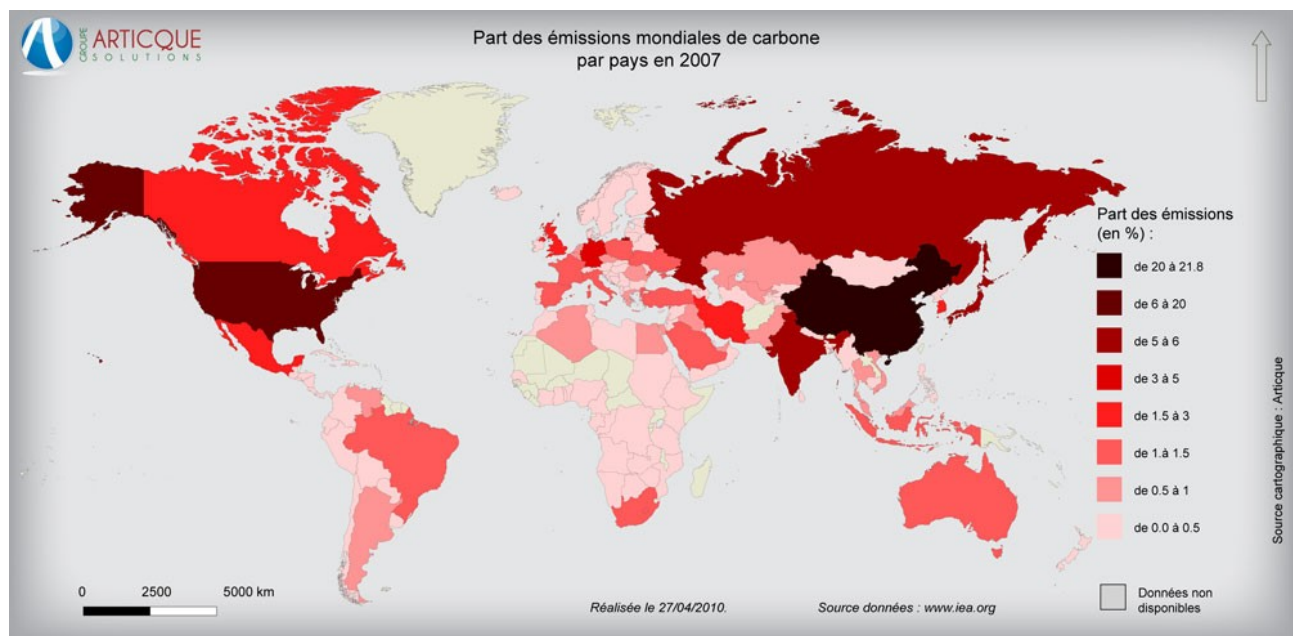 GROUPE
ARTICQUE
SOLUTIONS
Part des émissions mondiales de carbone
par pays en 2007
Part des émissions
(en %) :
de 20 à 21.8
de 6 à 20
de 5 à 6
de 3 à 5
de 1.5 à 3
de 1.à 1.5
de 0.5 à 1
de 0.0 à 0.5
Données non
disponibles
Source cartographique : Articque
0 2500 5000 km
Réalisée le 27/04/2010.
Source données : www.iea.org